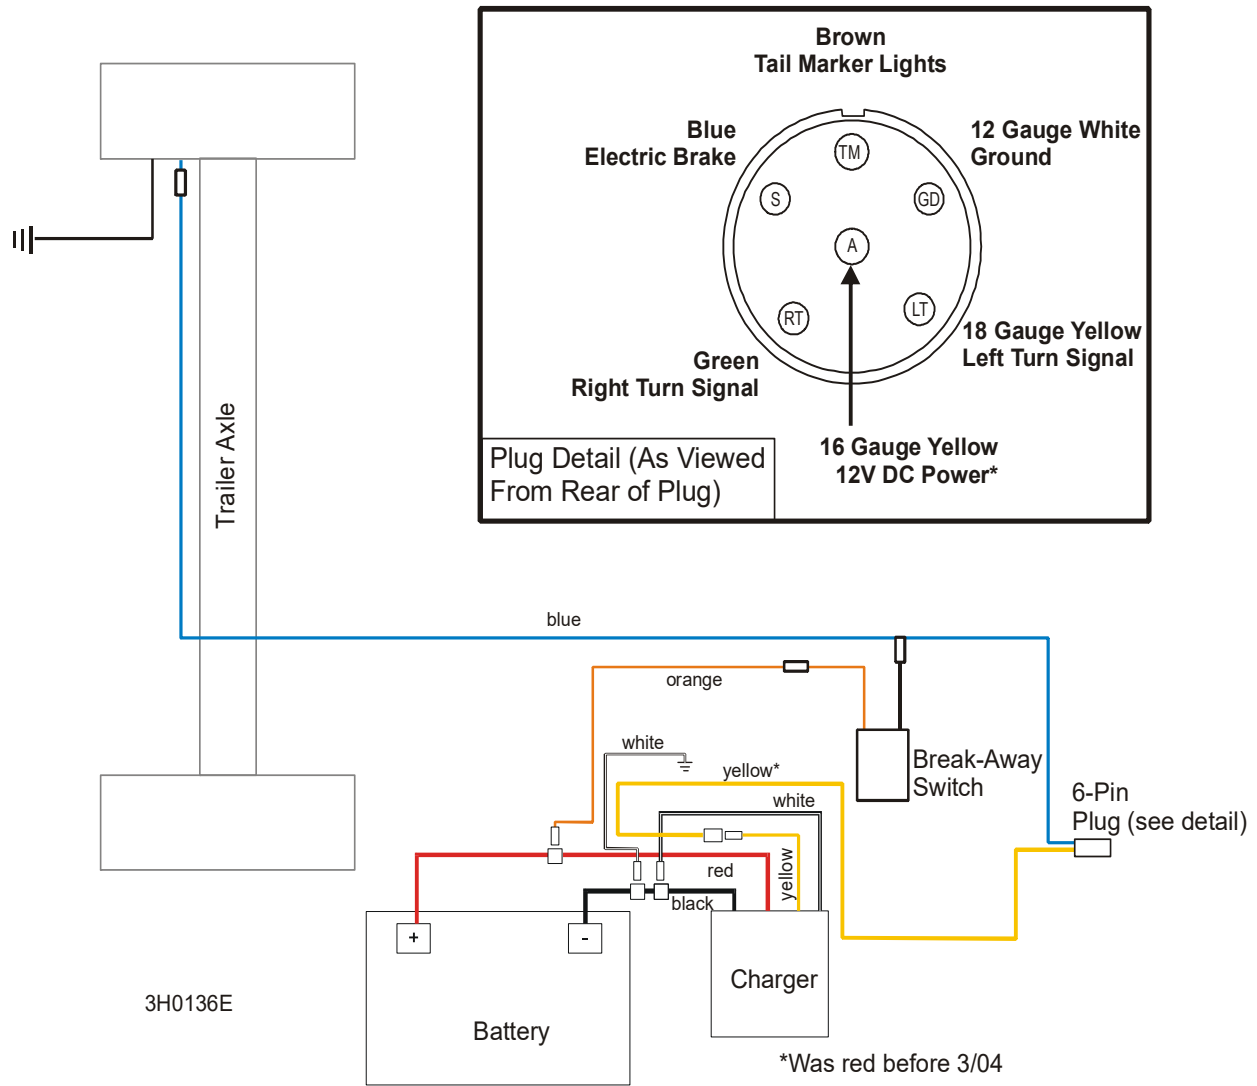 Brown
Tail Marker Lights
Blue
Electric Brake
12 Gauge White
Ground
TM
S
GD
A
RT
LT
18 Gauge Yellow
Left Turn Signal
Green
Right Turn Signal
16 Gauge Yellow
12V DC Power*
Plug Detail (As Viewed
From Rear of Plug)
Trailer Axle
blue
orange
white
yellow*
white
Break-Away
Switch
6-Pin
Plug (see detail)
red
yellow
black
+
-
Charger
Battery
3H0136E
*Was red before 3/04